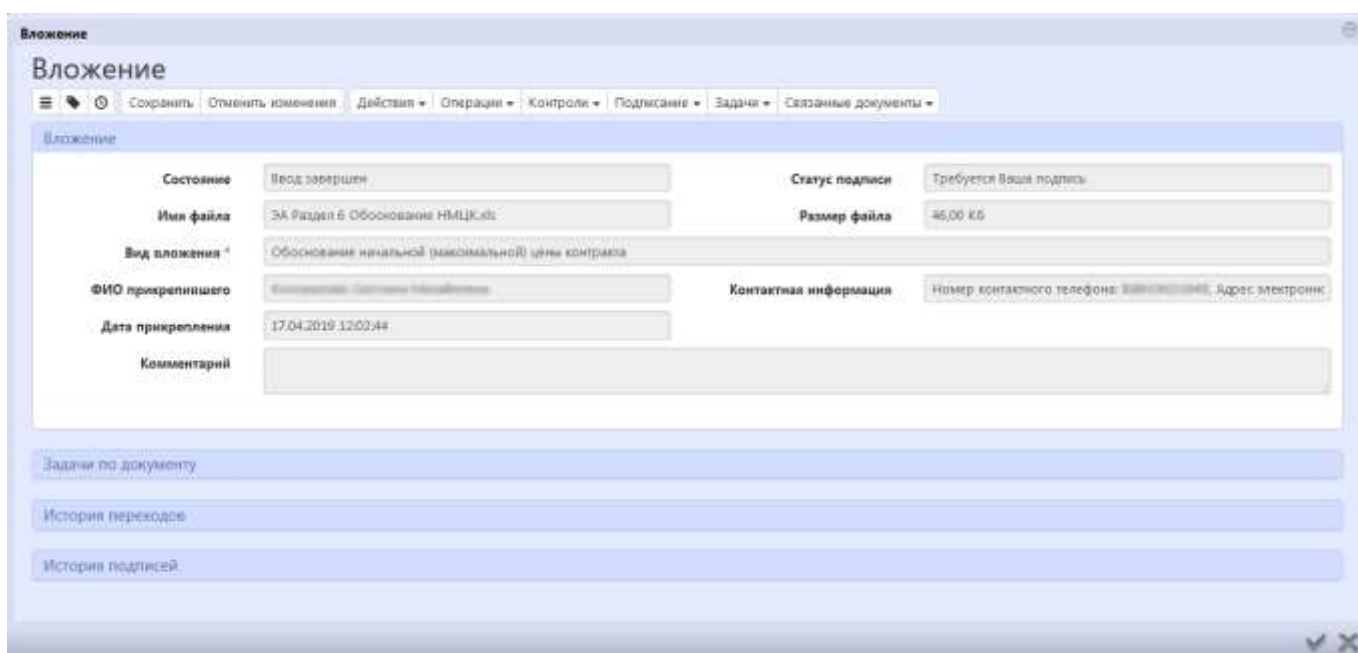 Вложение
Вложение
Сохранить Отменить изменения Действия Операции Контроли Подписание Задачи Связанные документы
Вложение
Состояние Ввод завершен Статус подписи Требуется Ваша подпись
Имя файла ЭА Раздел 6 Обоснование НМЦК.xls Размер файла 46,00 Кб
Вид вложения * Обоснование начальной (максимальной) цены контракта
ФИО прикрепившего Контактная информация Номер контактного телефона: , Адрес электронн
Дата прикрепления 17.04.2019 12:02:44
Комментарий
Задачи по документу
История переходов
История подписей